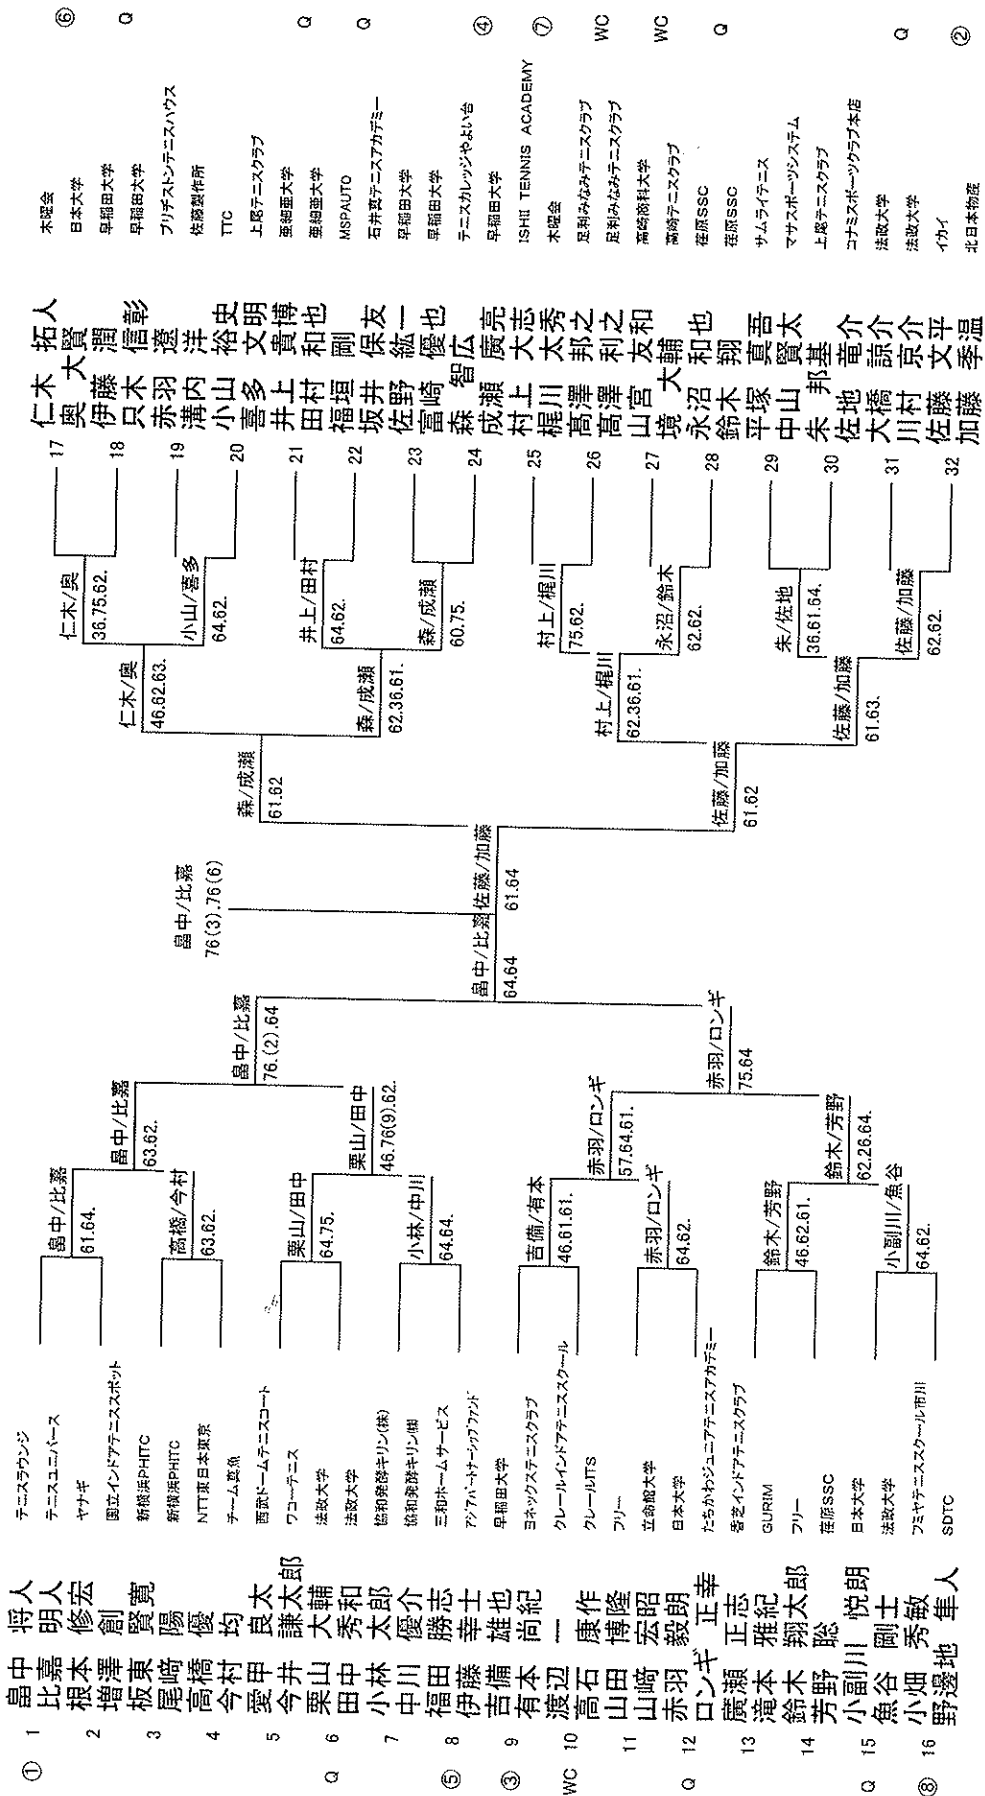 ① 1 畠中 将人 テニスラウンジ
比嘉 明人 テニスユニバース
2 根本 修宏 ヤナギ
増澤 創 国立インドアテニススポット
3 板東 賢寛 新横浜PHITC
尾﨑 陽 新横浜PHITC
4 高橋 優 NTT東日本東京
今村 均 チーム真魚
5 愛甲 良太 西武ドームテニスコート
今井 謙太郎 ワコーテニス
Q 6 栗山 大輔 法政大学
田中 秀和 法政大学
7 小林 太郎 協和発酵キリン(株)
中川 優介 協和発酵キリン㈱
⑤ 8 福田 勝志 三和ホームサービス
伊藤 幸士 アジアパートナーシップファンド
③ 9 吉備 雄也 早稲田大学
有本 尚紀 ヨネックステニスクラブ
WC 10 渡辺 一 クレールインドアテニススクール
高石 康作 クレールJITS
11 山田 博隆 フリー
山﨑 宏昭 立命館大学
Q 12 赤羽 毅朗 日本大学
ロンギ 正幸 たちかわジュニアテニスアカデミー
13 廣瀬 正志 香芝インドアテニスクラブ
滝本 雅紀 GURIM
14 鈴木 翔太郎 フリー
芳野 聡 荏原SSC
Q 15 小副川 悦朗 日本大学
魚谷 剛士 法政大学
⑧ 16 小畑 秀敏 フミヤテニススクール市川
野邊地 隼人 SDTC
畠中/比嘉
61.64.
高橋/今村
63.62.
栗山/田中
64.75.
小林/中川
64.64.
吉備/有本
46.61.61.
赤羽/ロンギ
64.62.
鈴木/芳野
46.62.61.
小副川/魚谷
64.62.
畠中/比嘉
63.62.
栗山/田中
46.76(9).62.
赤羽/ロンギ
57.64.61.
鈴木/芳野
62.26.64.
畠中/比嘉
76.(2).64
赤羽/ロンギ
75.64
畠中/比嘉
64.64
畠中/比嘉
76(3).76(6)
佐藤/加藤
61.64
森/成瀬
61.62
佐藤/加藤
61.62
仁木/奥
46.62.63.
森/成瀬
62.36.61.
村上/梶川
62.36.61.
佐藤/加藤
61.63.
仁木/奥
36.75.62.
小山/喜多
64.62.
井上/田村
64.62.
森/成瀬
60.75.
村上/梶川
75.62.
永沼/鈴木
62.62.
朱/佐地
36.61.64.
佐藤/加藤
62.62.
17 仁木 拓人 木曜会 ⑥
奥 大賢 日本大学
18 伊藤 潤 早稲田大学 Q
只木 信彰 早稲田大学
19 赤羽 遼 ブリヂストンテニスハウス
溝内 洋 佐藤製作所
20 小山 裕史 TTC
喜多 文明 上尾テニスクラブ
21 井上 貴博 亜細亜大学 Q
田村 和也 亜細亜大学
22 福垣 剛 MSPAUTO Q
坂井 保友 石井貴テニスアカデミー
23 佐野 紘一 早稲田大学
富崎 優也 早稲田大学
24 森 智広 テニスカレッジやよい台 ④
成瀬 廣亮 早稲田大学
25 村上 大志 ISHII TENNIS ACADEMY ⑦
梶川 太秀 木曜会
26 高澤 邦之 足利みなみテニスクラブ WC
高澤 利之 足利みなみテニスクラブ
27 山宮 友和 高崎商科大学 WC
境 大輔 高崎テニスクラブ
28 永沼 和也 荏原SSC Q
鈴木 翔 荏原SSC
29 平塚 真吾 サムライテニス
中山 賢太 マサスポーツシステム
30 朱 邦基 上尾テニスクラブ
佐地 竜介 コナミスポーツクラブ本店
31 大橋 諒介 法政大学 Q
川村 京介 法政大学
32 佐藤 文平 イカイ ②
加藤 季温 北日本物産